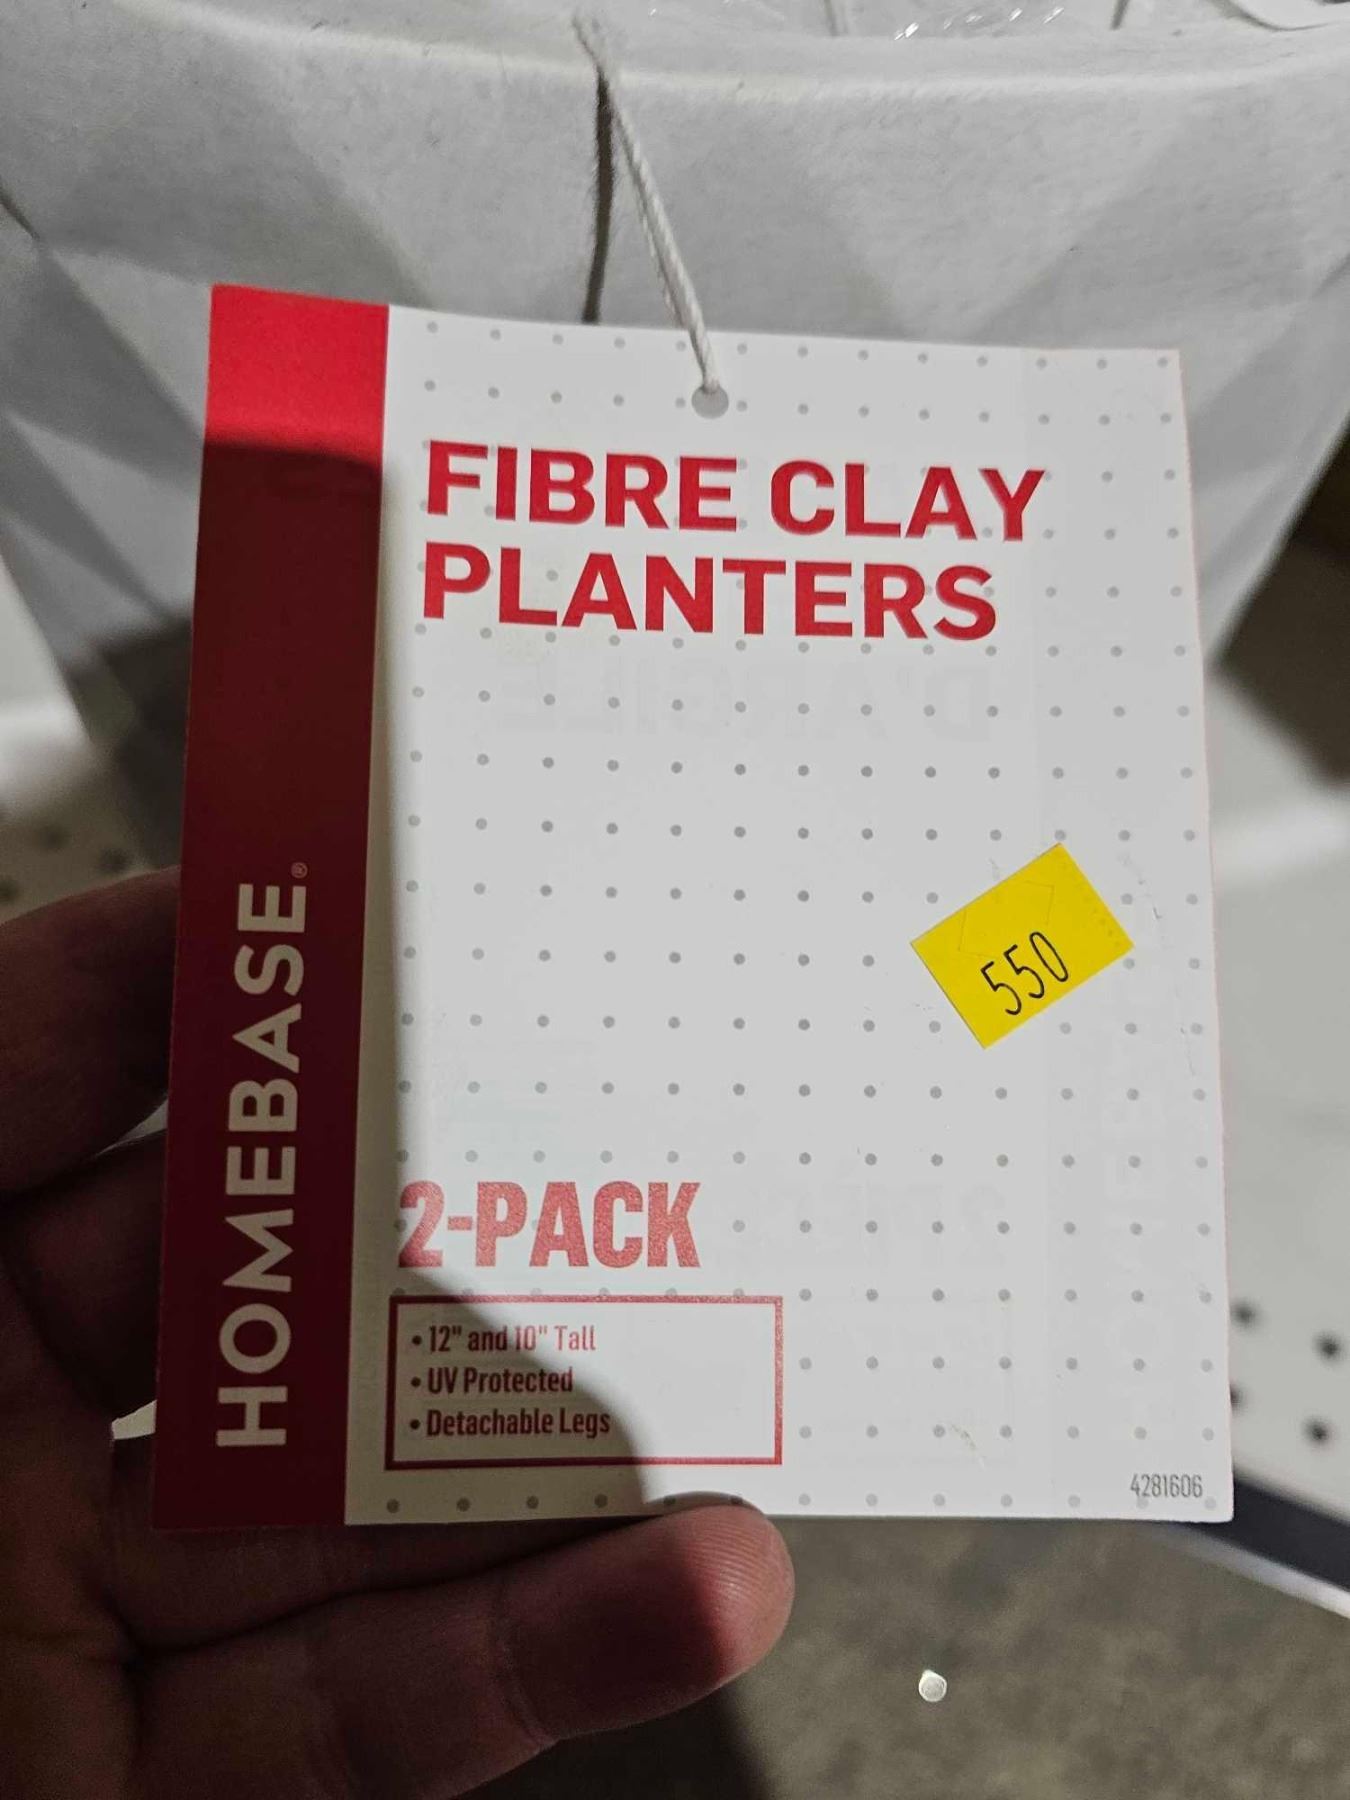 FIBRE CLAY
PLANTERS
550
HOMEBASE®
2-PACK
• 12" and 10" Tall
• UV Protected
• Detachable Legs
4281606